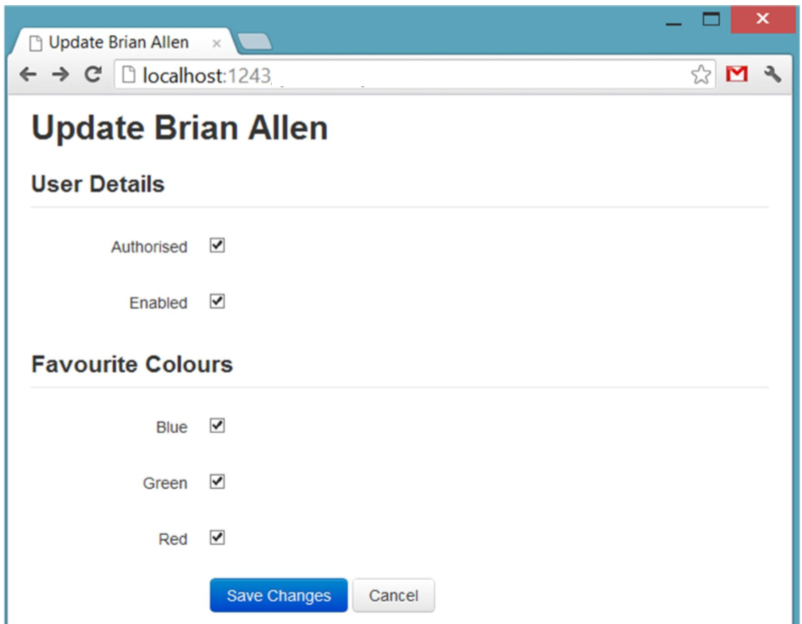 Update Brian Allen
localhost:1243
Update Brian Allen
User Details
Authorised
Enabled
Favourite Colours
Blue
Green
Red
Save Changes Cancel